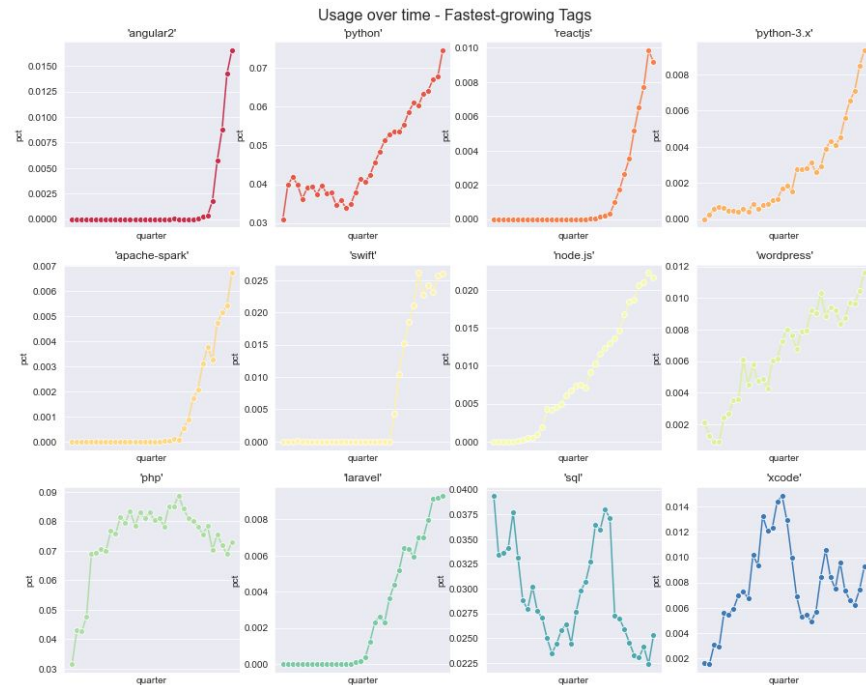 Usage over time - Fastest-growing Tags
'angular2'
0.0150
0.0125
0.0100
0.0075
0.0050
0.0025
0.0000
pct
quarter
'python'
0.07
0.06
0.05
0.04
0.03
pct
quarter
'reactjs'
0.010
0.008
0.006
0.004
0.002
0.000
pct
quarter
'python-3.x'
0.008
0.006
0.004
0.002
0.000
pct
quarter
'apache-spark'
0.007
0.006
0.005
0.004
0.003
0.002
0.001
0.000
pct
quarter
'swift'
0.025
0.020
0.015
0.010
0.005
0.000
pct
quarter
'node.js'
0.020
0.015
0.010
0.005
0.000
pct
quarter
'wordpress'
0.012
0.010
0.008
0.006
0.004
0.002
pct
quarter
'php'
0.09
0.08
0.07
0.06
0.05
0.04
0.03
pct
quarter
'laravel'
0.008
0.006
0.004
0.002
0.000
pct
quarter
'sql'
0.0400
0.0375
0.0350
0.0325
0.0300
0.0275
0.0250
0.0225
pct
quarter
'xcode'
0.014
0.012
0.010
0.008
0.006
0.004
0.002
pct
quarter